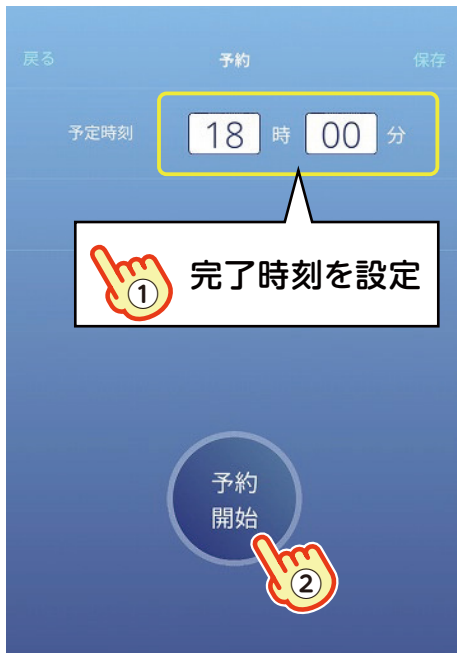 戻る 予約 保存
予定時刻 18 時 00 分
① 完了時刻を設定
予約
開始
②